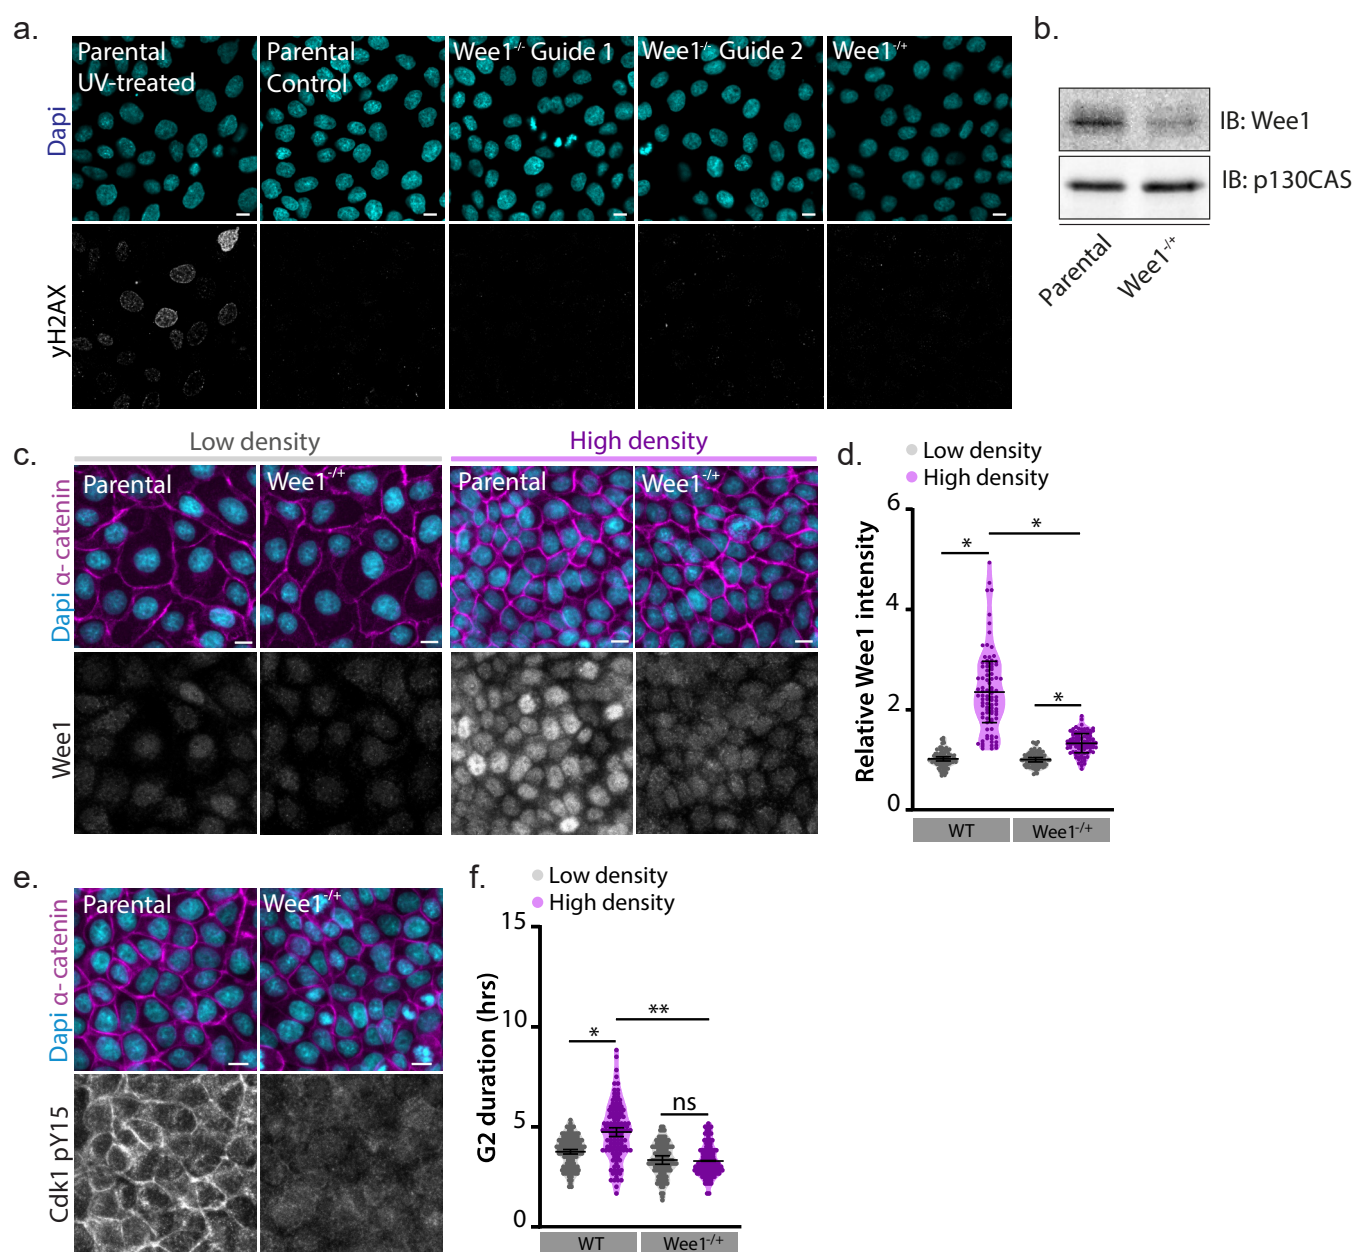 a.
Parental
UV-treated
Parental
Control
Wee1-/- Guide 1
Wee1-/- Guide 2
Wee1-/+
Dapi
yH2AX
b.
IB: Wee1
IB: p130CAS
Parental
Wee1-/+
c.
Low density
High density
Parental
Wee1-/+
Parental
Wee1-/+
Dapi α- catenin
Wee1
d.
Low density
High density
Relative Wee1 intensity
6
4
2
0
*
*
*
WT
Wee1-/+
e.
Parental
Wee1-/+
Dapi α- catenin
Cdk1 pY15
f.
Low density
High density
G2 duration (hrs)
15
10
5
0
*
**
ns
WT
Wee1-/+